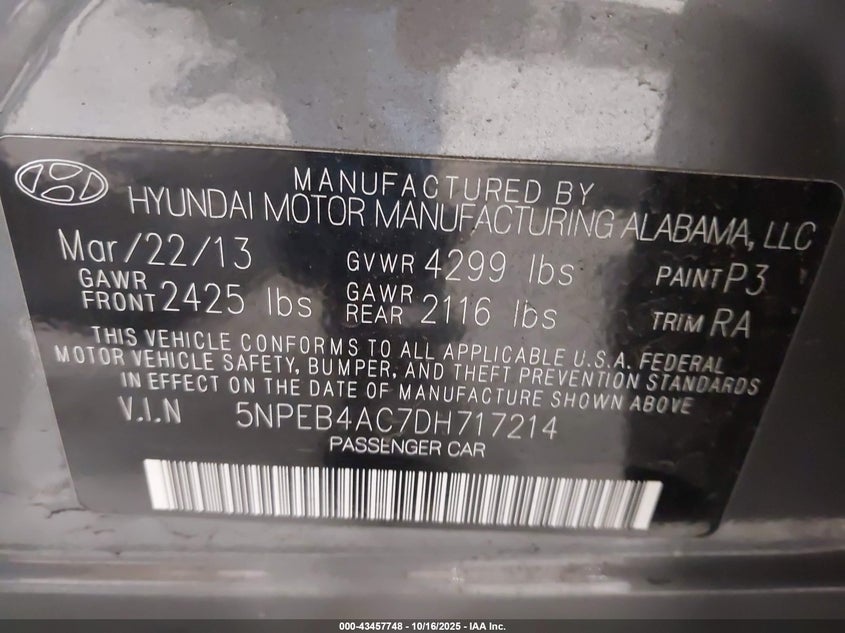 MANUFACTURED BY
HYUNDAI MOTOR MANUFACTURING ALABAMA, LLC
Mar/22/13 GVWR 4299 lbs PAINT P3
GAWR FRONT 2425 lbs GAWR REAR 2116 lbs TRIM RA
THIS VEHICLE CONFORMS TO ALL APPLICABLE U.S.A. FEDERAL
MOTOR VEHICLE SAFETY, BUMPER, AND THEFT PREVENTION STANDARDS
IN EFFECT ON THE DATE OF MANUFACTURE SHOWN ABOVE
V.I.N 5NPEB4AC7DH717214
PASSENGER CAR
000-43457748 - 10/16/2025 - IAA Inc.